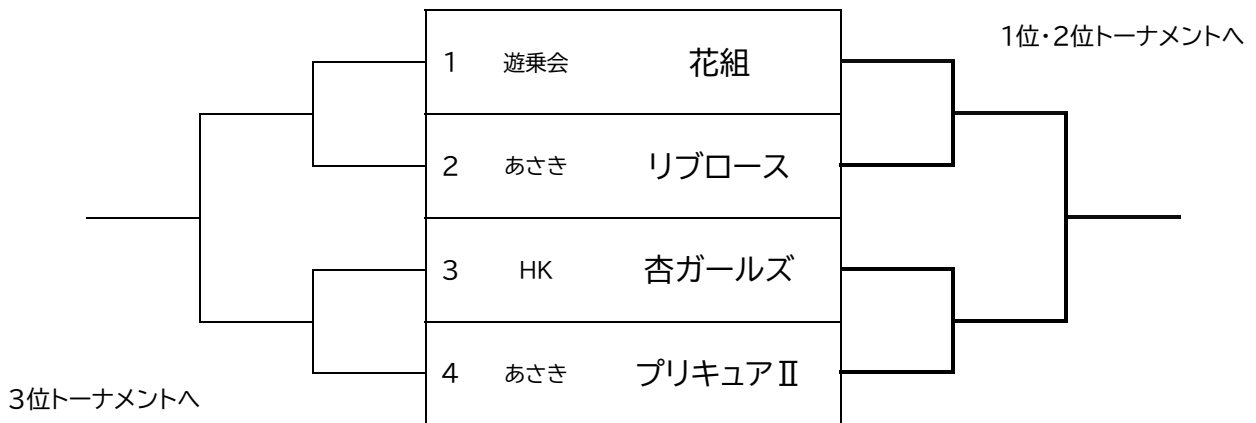 1位・2位トーナメントへ
1 遊乗会 花組
2 あさき リブロース
3 HK 杏ガールズ
4 あさき プリキュアⅡ
3位トーナメントへ